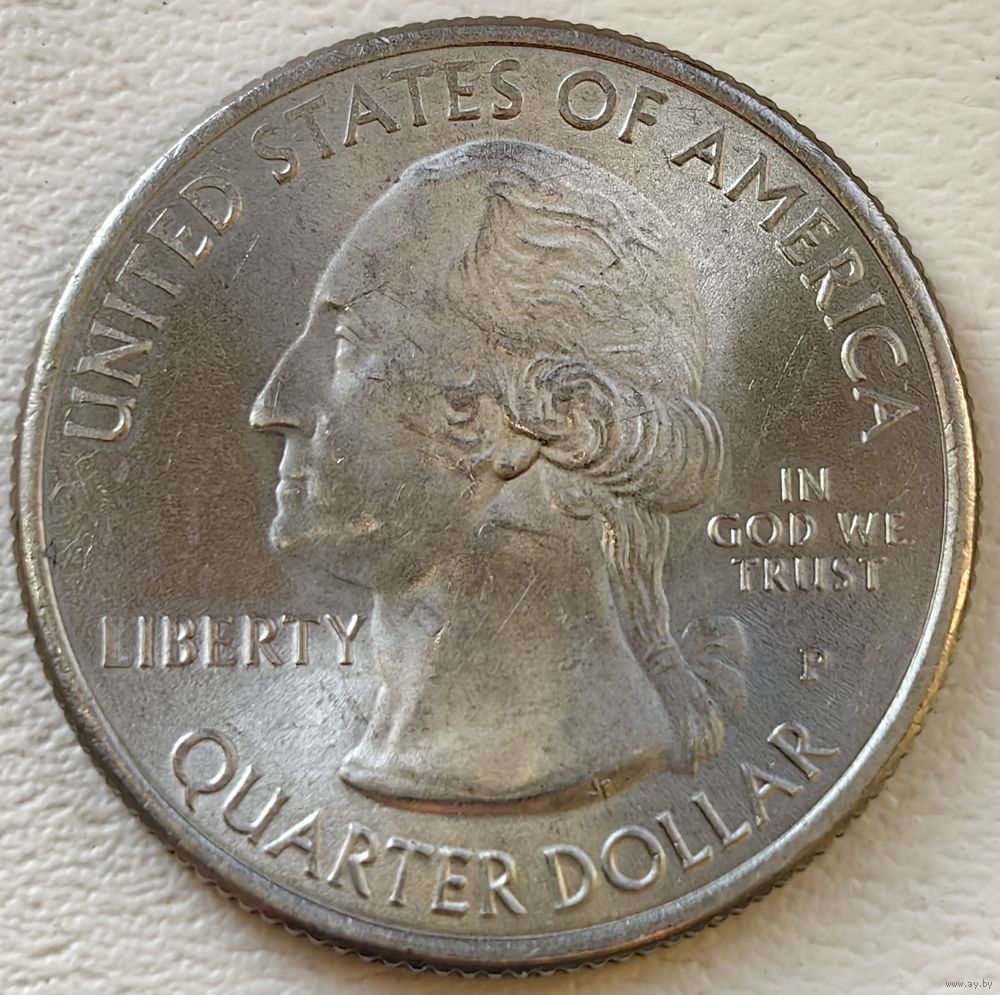 UNITED STATES OF AMERICA
IN
GOD WE
TRUST
LIBERTY
P
QUARTER DOLLAR
www.ay.by